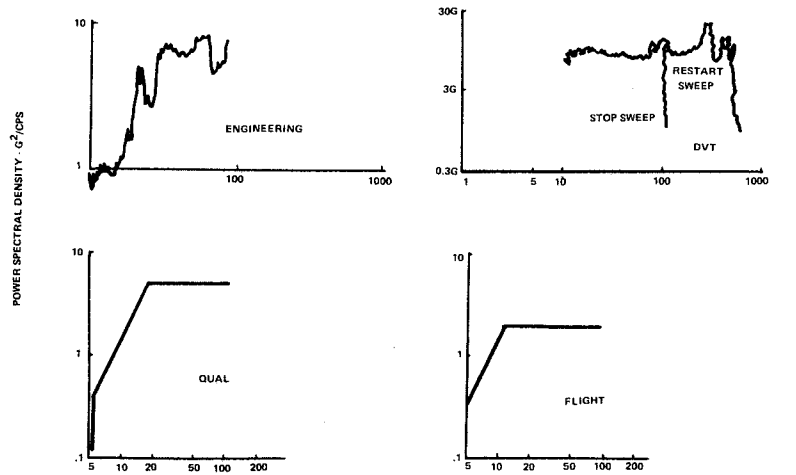 POWER SPECTRAL DENSITY - G²/CPS
10
1
100
1000
ENGINEERING
30G
3G
0.3G
RESTART
SWEEP
STOP SWEEP
DVT
1
5
10
100
1000
10
1
.1
QUAL
5
10
20
50
100
200
10
1
.1
FLIGHT
5
10
20
50
100
200